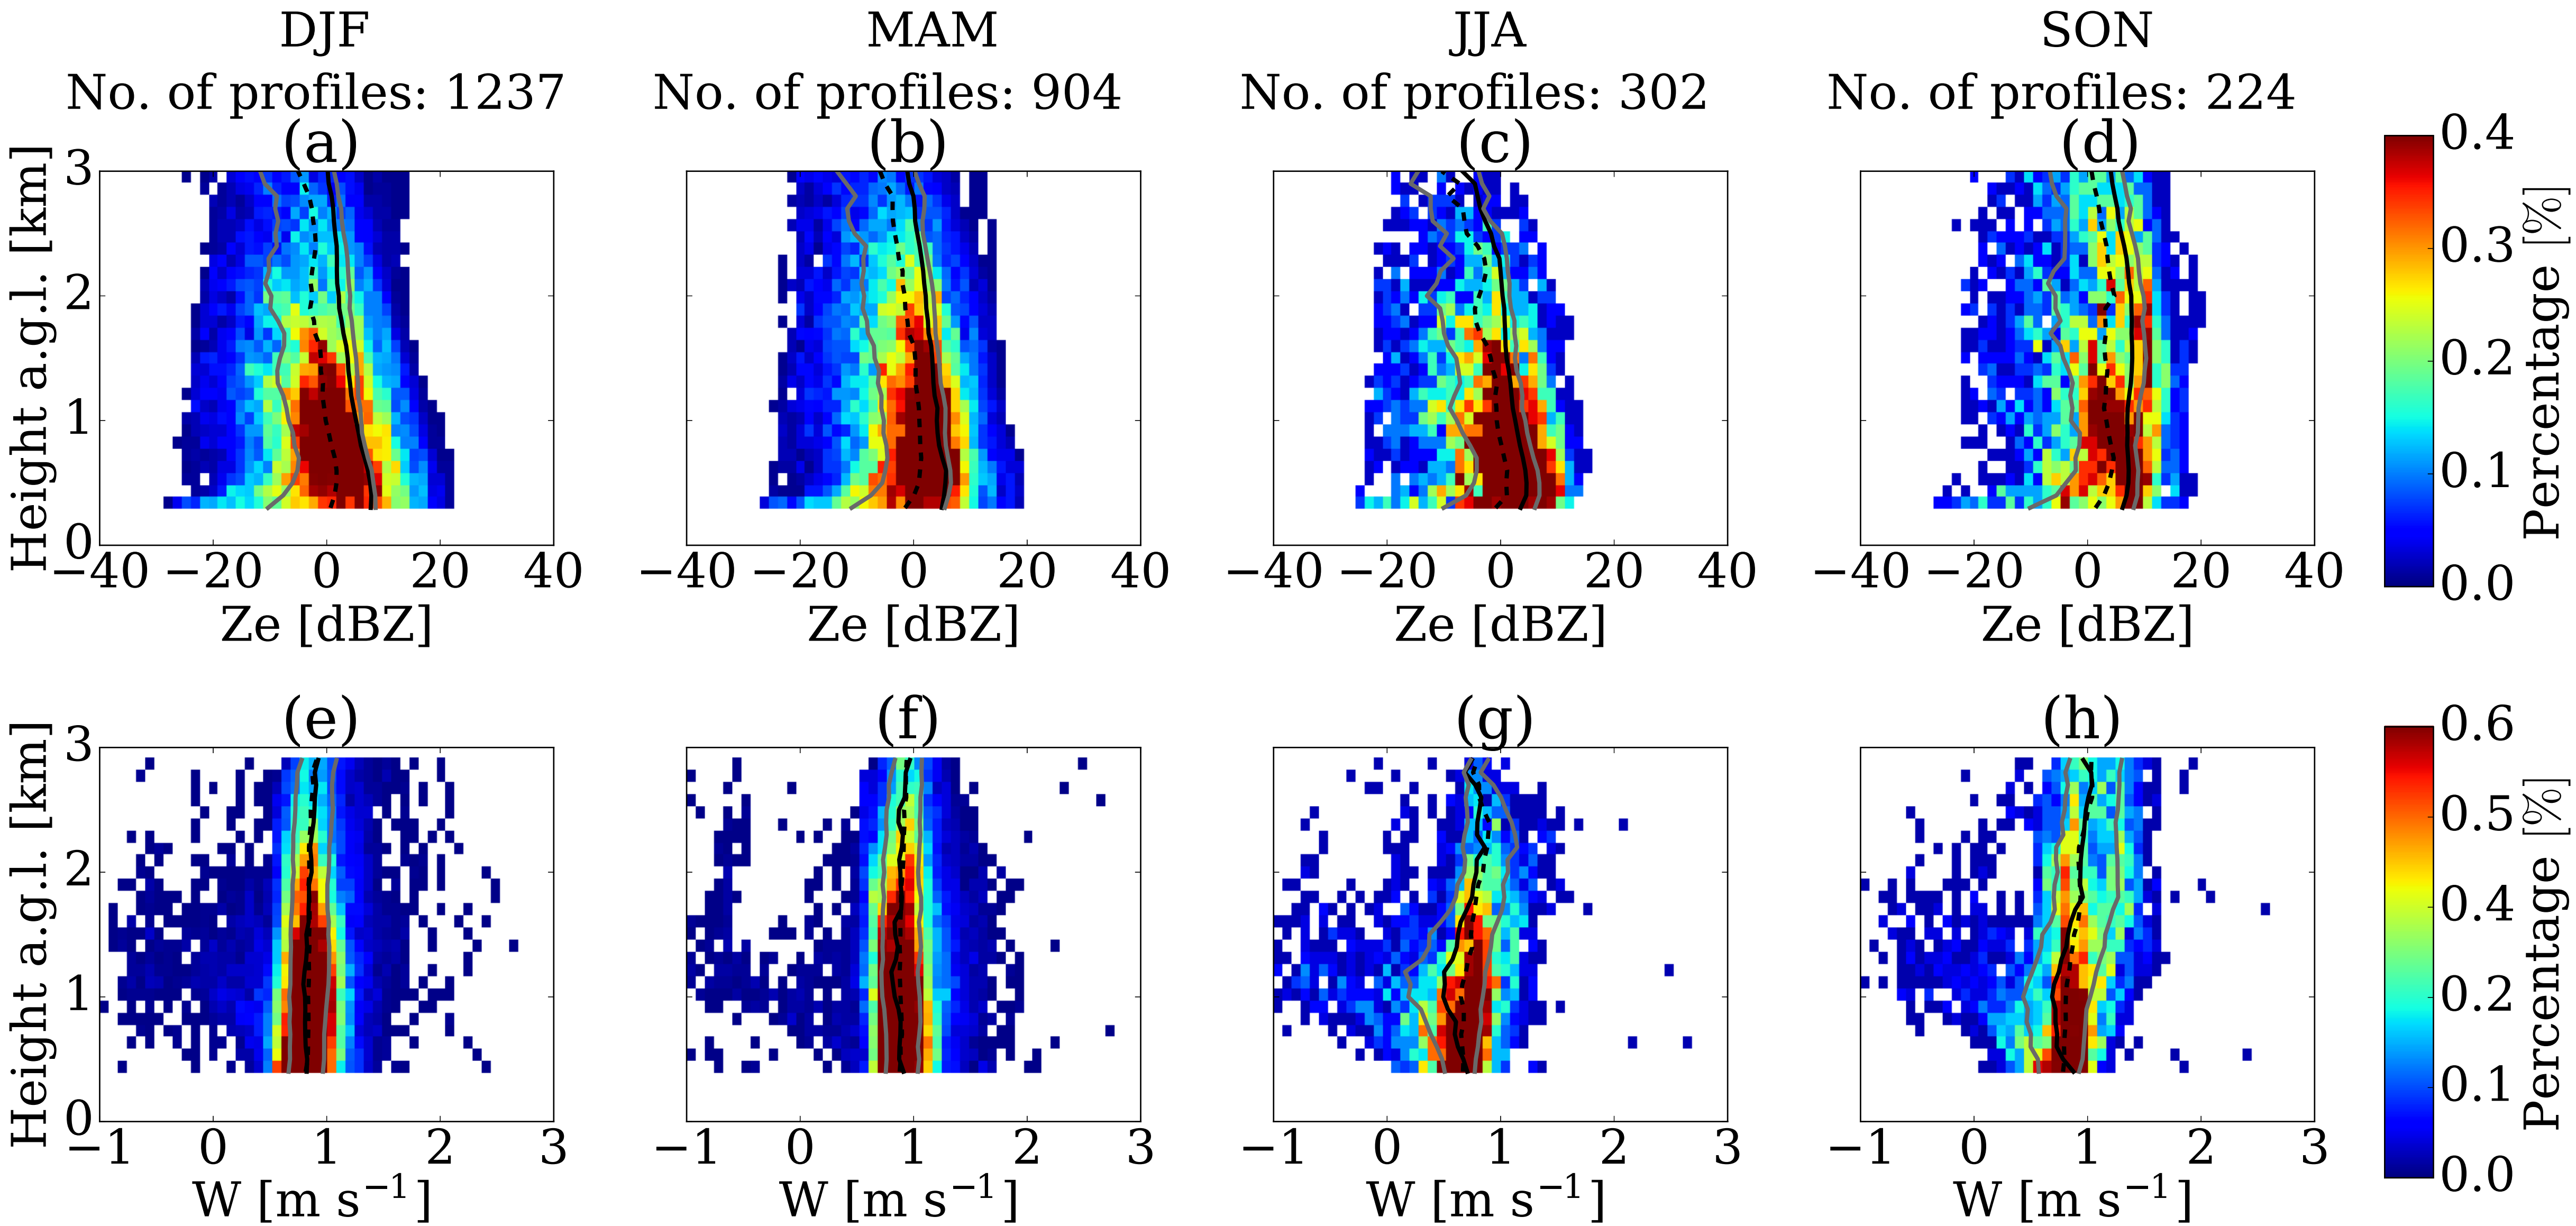 DJF MAM JJA SON
No. of profiles: 1237 No. of profiles: 904 No. of profiles: 302 No. of profiles: 224
(a) (b) (c) (d)
Height a.g.l. [km]
3
2
1
0
−40 −20 0 20 40 −40 −20 0 20 40 −40 −20 0 20 40 −40 −20 0 20 40
Ze [dBZ] Ze [dBZ] Ze [dBZ] Ze [dBZ]
0.4
0.3
0.2
0.1
0.0
Percentage [%]
(e) (f) (g) (h)
Height a.g.l. [km]
3
2
1
0
−1 0 1 2 3 −1 0 1 2 3 −1 0 1 2 3 −1 0 1 2 3
W [m s⁻¹] W [m s⁻¹] W [m s⁻¹] W [m s⁻¹]
0.6
0.5
0.4
0.2
0.1
0.0
Percentage [%]